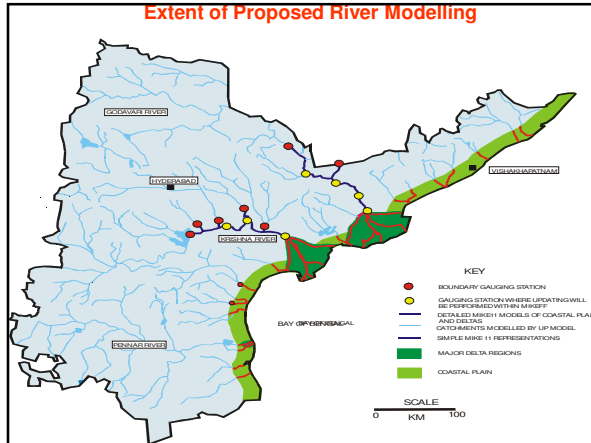 Extent of Proposed River Modelling
GODAVARI RIVER
HYDERABAD
VISHAKHAPATNAM
KRISHNA RIVER
BAY OF BENGAL
PENNAR RIVER
KEY
BOUNDARY GAUGING STATION
GAUGING STATION WHERE UPDATING WILL
BE PERFORMED WITHIN MIKEFF
DETAILED MIKE11 MODELS OF COASTAL PLAI
AND DELTAS
CATCHMENTS MODELLED BY UP MODEL
SIMPLE MIKE 11 REPRESENTATIONS
MAJOR DELTA REGIONS
COASTAL PLAIN
SCALE
0 100
KM